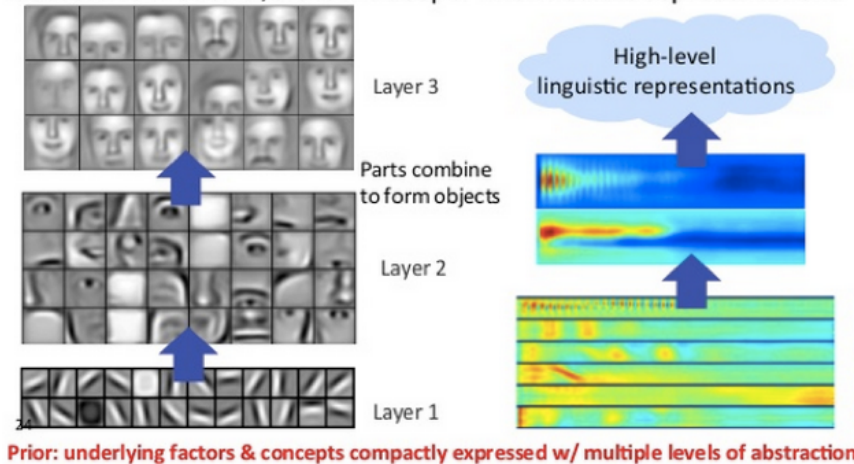 Layer 3
Parts combine
to form objects
Layer 2
Layer 1
High-level
linguistic representations
24
Prior: underlying factors & concepts compactly expressed w/ multiple levels of abstraction